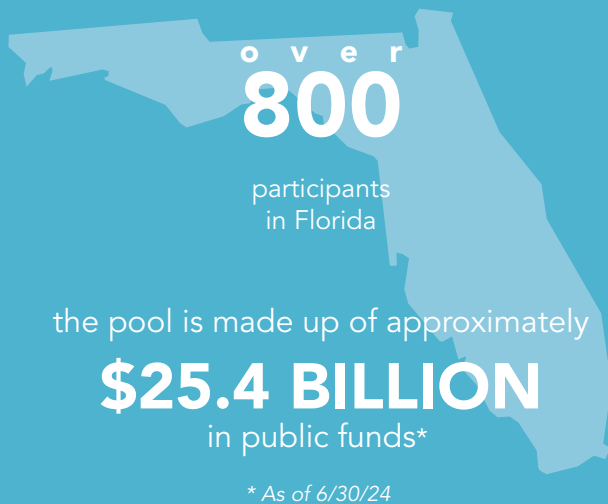 over
800
participants
in Florida
the pool is made up of approximately
$25.4 BILLION
in public funds*
* As of 6/30/24